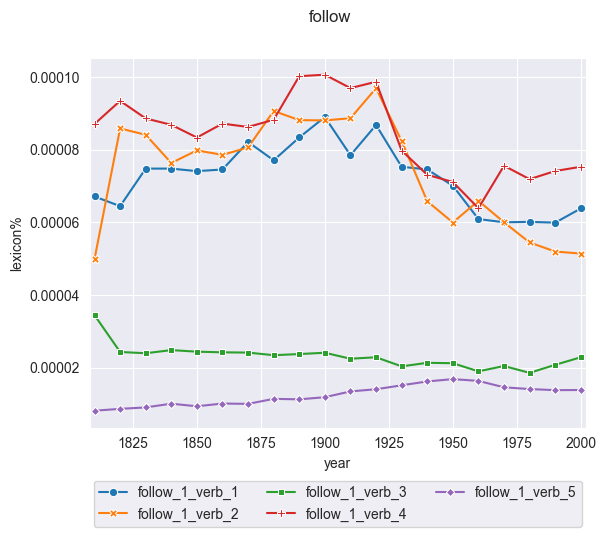 follow
0.00010
0.00008
0.00006
0.00004
0.00002
lexicon%
1825 1850 1875 1900 1925 1950 1975 2000
year
follow_1_verb_1 follow_1_verb_3 follow_1_verb_5
follow_1_verb_2 follow_1_verb_4